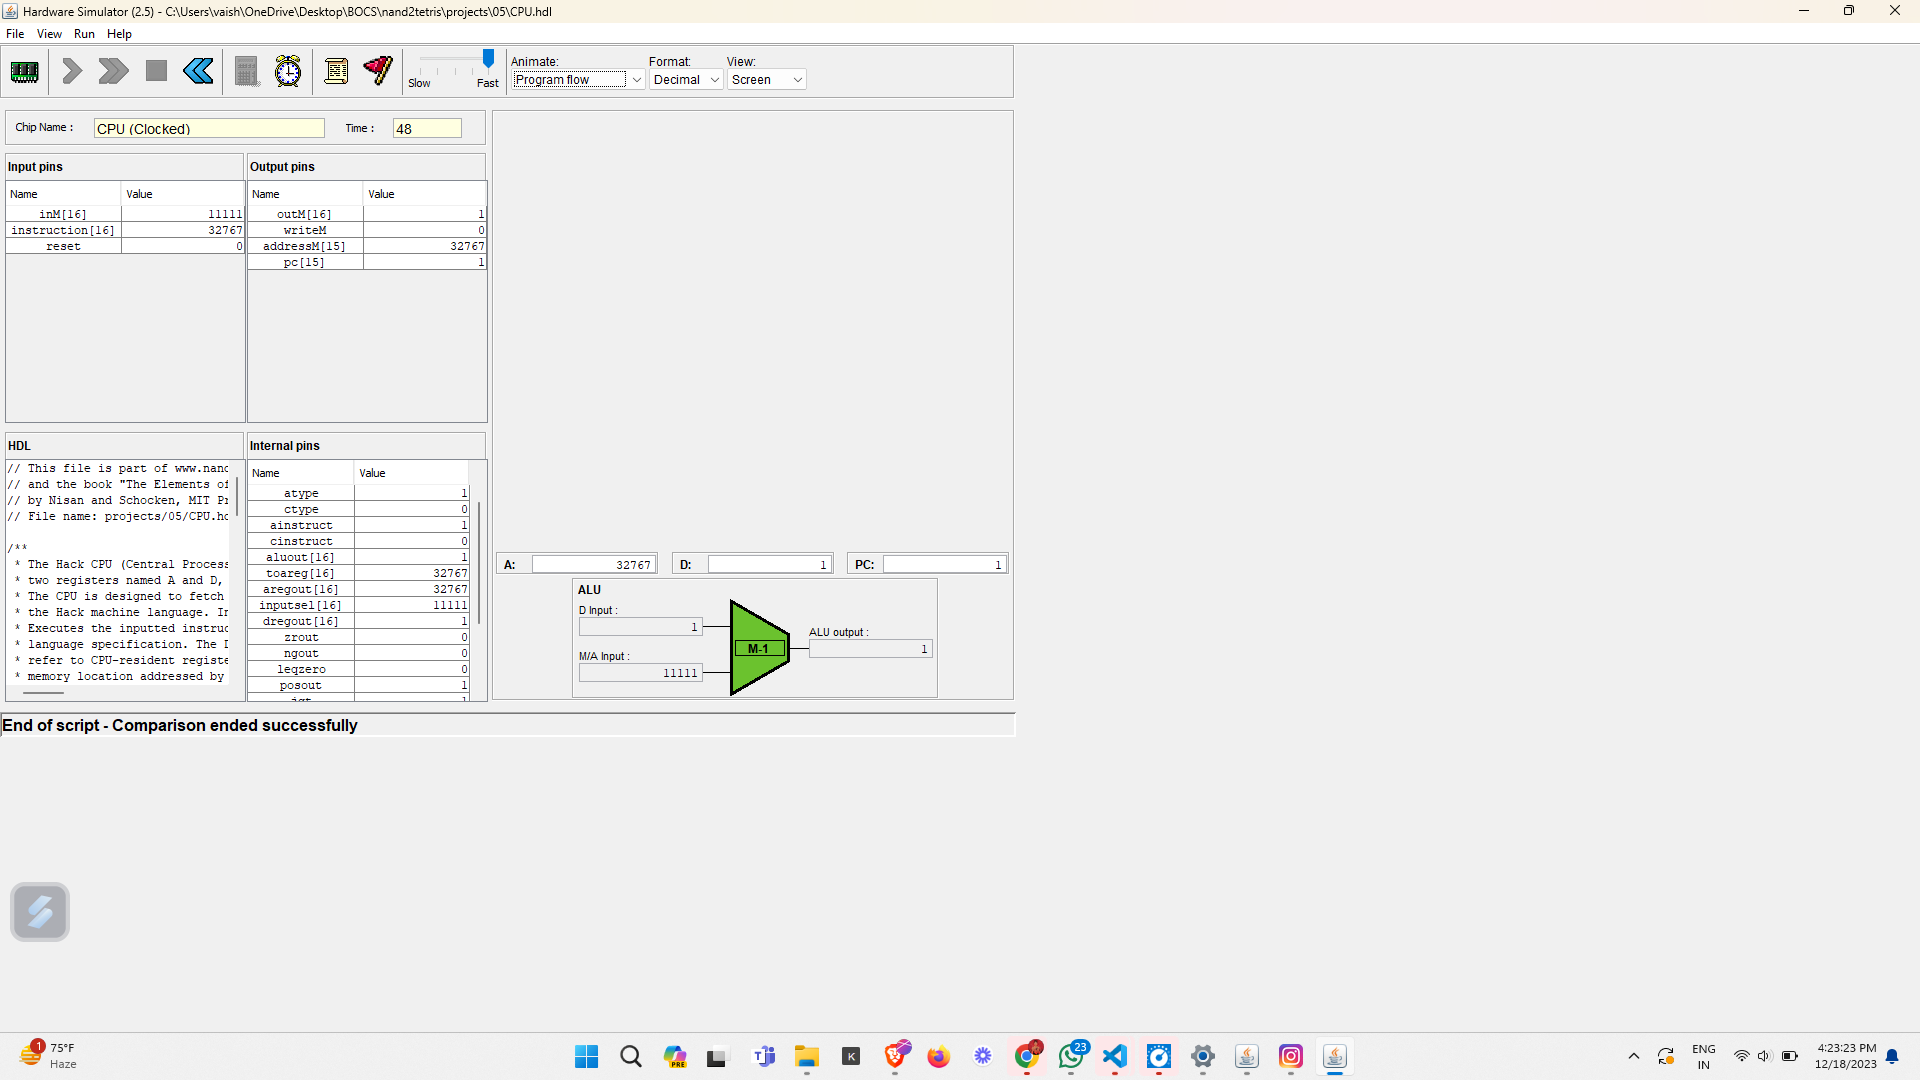 Hardware Simulator (2.5) - C:\Users\vaish\OneDrive\Desktop\BOCS\nand2tetris\projects\05\CPU.hdl
File View Run Help
Animate: Format: View:
Slow Fast Program flow Decimal Screen
Chip Name : CPU (Clocked) Time : 48
Input pins
Name Value
inM[16] 11111
instruction[16] 32767
reset 0
Output pins
Name Value
outM[16] 1
writeM 0
addressM[15] 32767
pc[15] 1
HDL
// This file is part of www.nand
// and the book "The Elements of
// by Nisan and Schocken, MIT Pr
// File name: projects/05/CPU.hd
/**
* The Hack CPU (Central Process
* two registers named A and D,
* The CPU is designed to fetch
* the Hack machine language. In
* Executes the inputted instruc
* language specification. The D
* refer to CPU-resident registe
* memory location addressed by
Internal pins
Name Value
atype 1
ctype 0
ainstruct 1
cinstruct 0
aluout[16] 1
toareg[16] 32767
aregout[16] 32767
inputsel[16] 11111
dregout[16] 1
zrout 0
ngout 0
leqzero 0
posout 1
A: 32767 D: 1 PC: 1
ALU
D Input :
1
M/A Input :
11111
M-1
ALU output :
1
End of script - Comparison ended successfully
1
75°F
Haze
PRE
K
23
ENG
IN
4:23:23 PM
12/18/2023